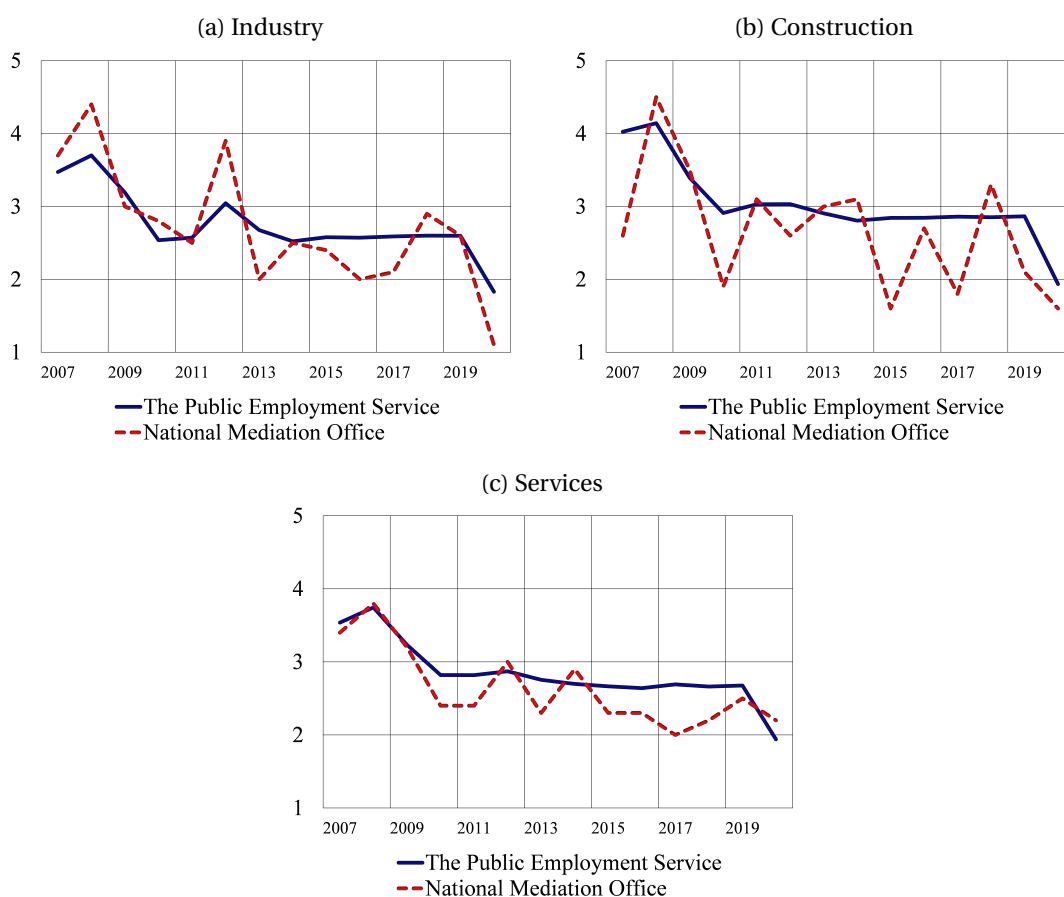 (a) Industry
5
4
3
2
1
2007 2009 2011 2013 2015 2017 2019
The Public Employment Service
National Mediation Office
(b) Construction
5
4
3
2
1
2007 2009 2011 2013 2015 2017 2019
The Public Employment Service
National Mediation Office
(c) Services
5
4
3
2
1
2007 2009 2011 2013 2015 2017 2019
The Public Employment Service
National Mediation Office